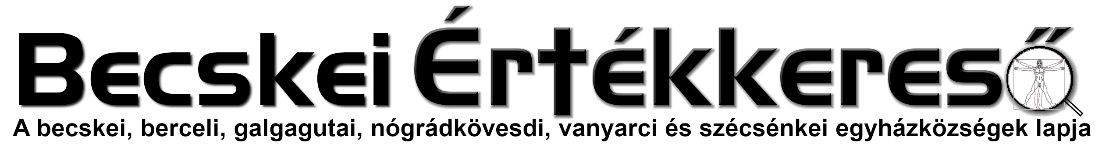 Becskei Értékkereső
A becskei, berceli, galgagutai, nógrádkövesdi, vanyarci és szécsénkei egyházközségek lapja